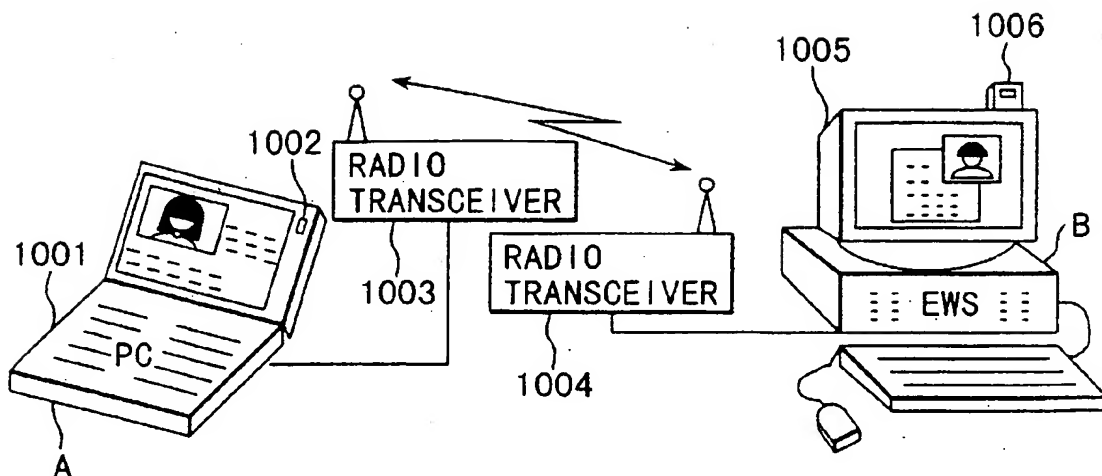 1006
1005
1002
RADIO
TRANSCEIVER
1003
RADIO
TRANSCEIVER
1004
1001
PC
A
B
EWS